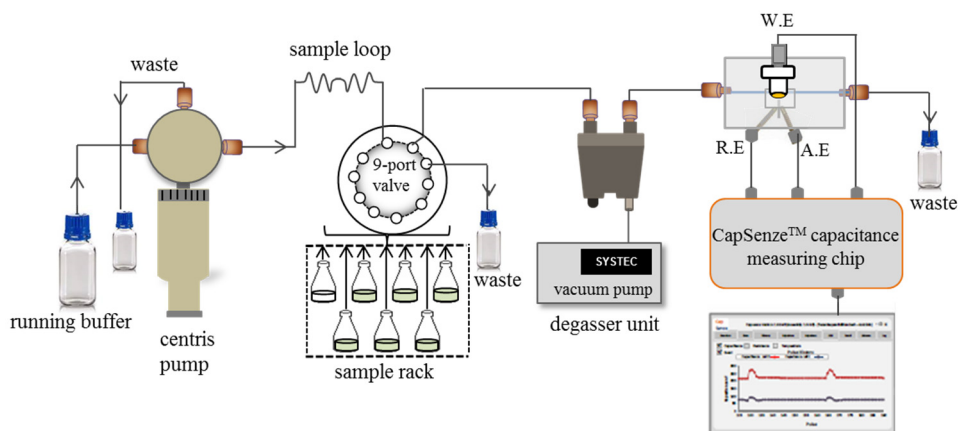 W.E
sample loop
waste
9-port
valve
R.E
A.E
waste
CapSenze™ capacitance
measuring chip
SYSTEC
vacuum pump
waste
running buffer
degasser unit
centris
pump
sample rack